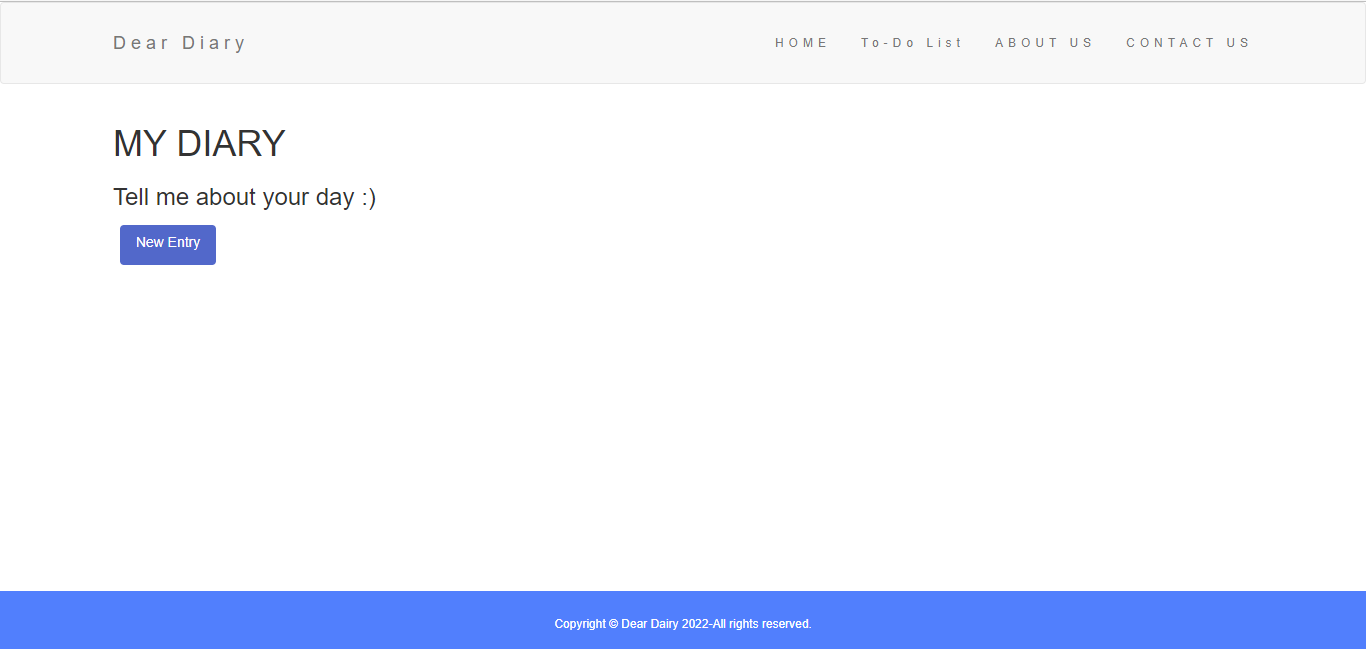 Dear Diary
HOME To-Do List ABOUT US CONTACT US
MY DIARY
Tell me about your day :)
New Entry
Copyright © Dear Dairy 2022-All rights reserved.